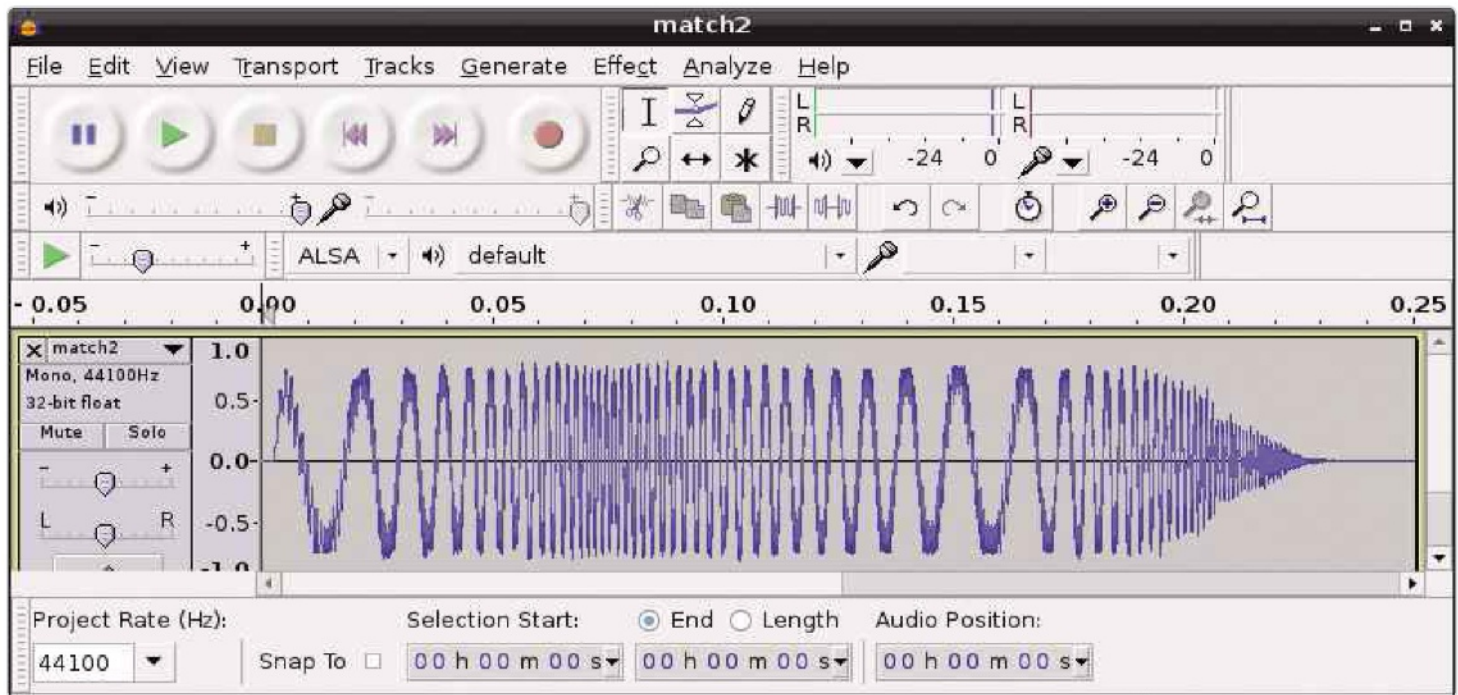 match2
File Edit View Transport Tracks Generate Effect Analyze Help
L
R
-24 0
L
R
-24 0
- + - +
- + ALSA default
- 0.05 0.00 0.05 0.10 0.15 0.20 0.25
match2
Mono, 44100Hz
32-bit float
Mute Solo
- +
L R
1.0
0.5-
0.0-
-0.5-
-1.0
Project Rate (Hz): Selection Start: End Length Audio Position:
44100 Snap To 00 h 00 m 00 s 00 h 00 m 00 s 00 h 00 m 00 s